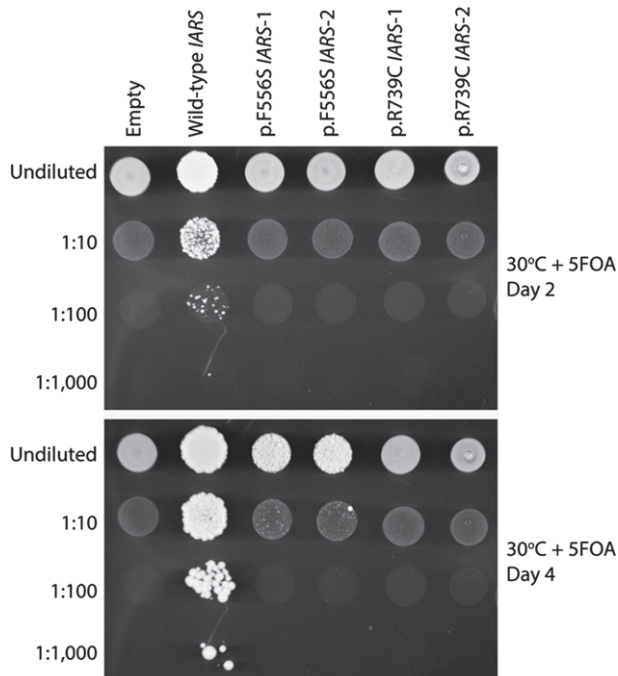 Empty
Wild-type IARS
p.F556S IARS-1
p.F556S IARS-2
p.R739C IARS-1
p.R739C IARS-2
Undiluted
1:10
1:100
1:1,000
30°C + 5FOA
Day 2
Undiluted
1:10
1:100
1:1,000
30°C + 5FOA
Day 4